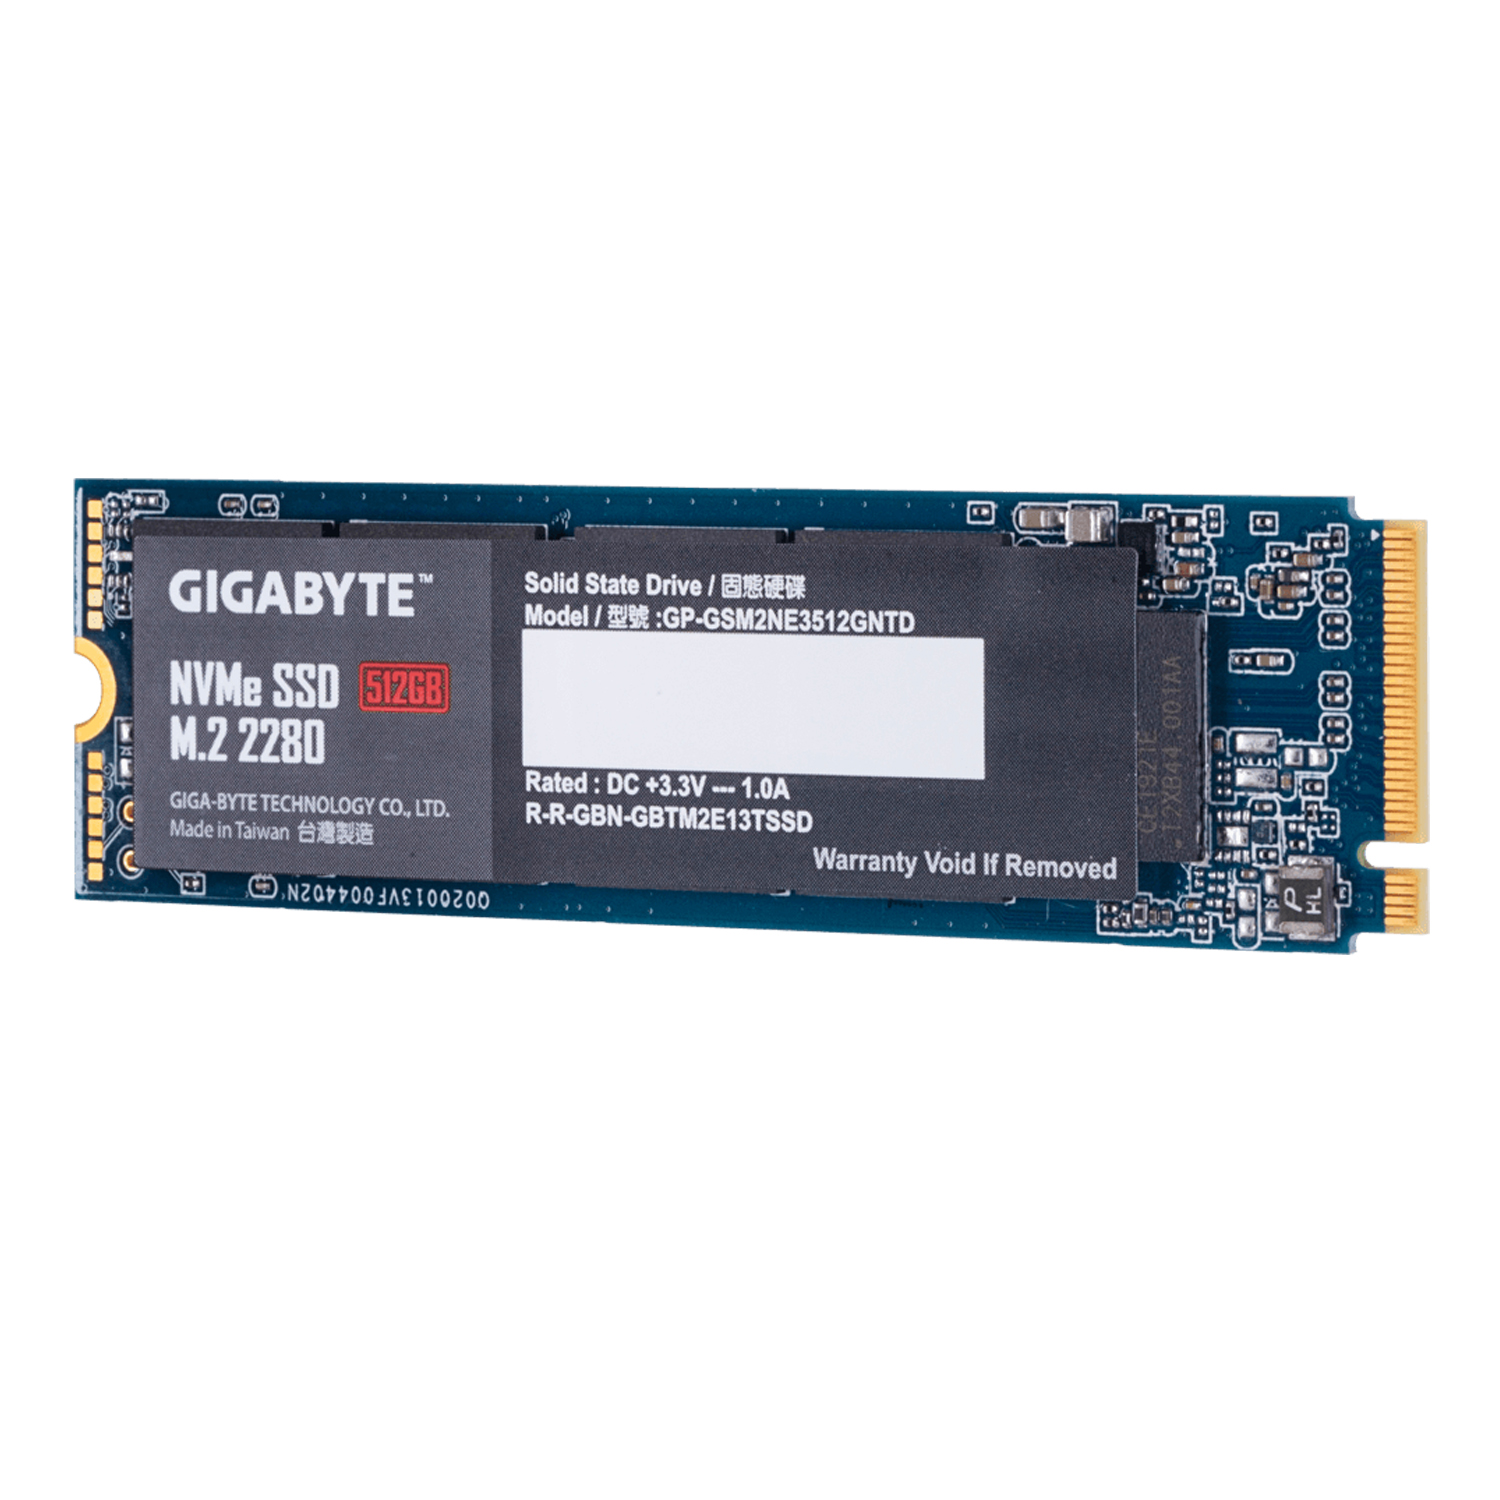 GIGABYTE™
NVMe SSD 512GB
M.2 2280
GIGA-BYTE TECHNOLOGY CO., LTD.
Made in Taiwan 台灣製造
Solid State Drive / 固態硬碟
Model / 型號 :GP-GSM2NE3512GNTD
Rated : DC +3.3V --- 1.0A
R-R-GBN-GBTM2E13TSSD
Warranty Void If Removed
Q020013VF004402N
P
HL